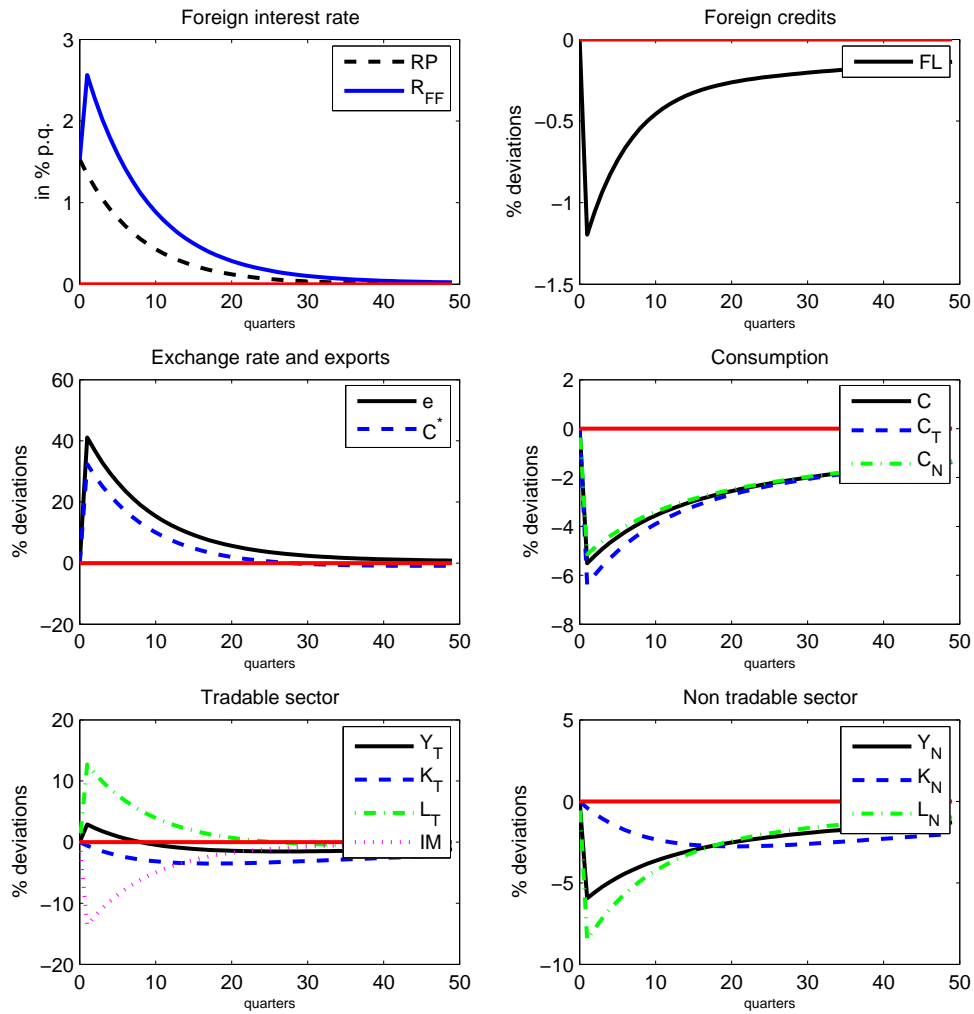 Foreign interest rate
3
2
1
0
in % p.q.
RP
R_FF
0 10 20 30 40 50
quarters
Foreign credits
0
−0.5
−1
−1.5
% deviations
FL
0 10 20 30 40 50
quarters
Exchange rate and exports
60
40
20
0
−20
% deviations
e
C*
0 10 20 30 40 50
quarters
Consumption
2
0
−2
−4
−6
−8
% deviations
C
C_T
C_N
0 10 20 30 40 50
quarters
Tradable sector
20
10
0
−10
−20
% deviations
Y_T
K_T
L_T
IM
0 10 20 30 40 50
quarters
Non tradable sector
5
0
−5
−10
% deviations
Y_N
K_N
L_N
0 10 20 30 40 50
quarters